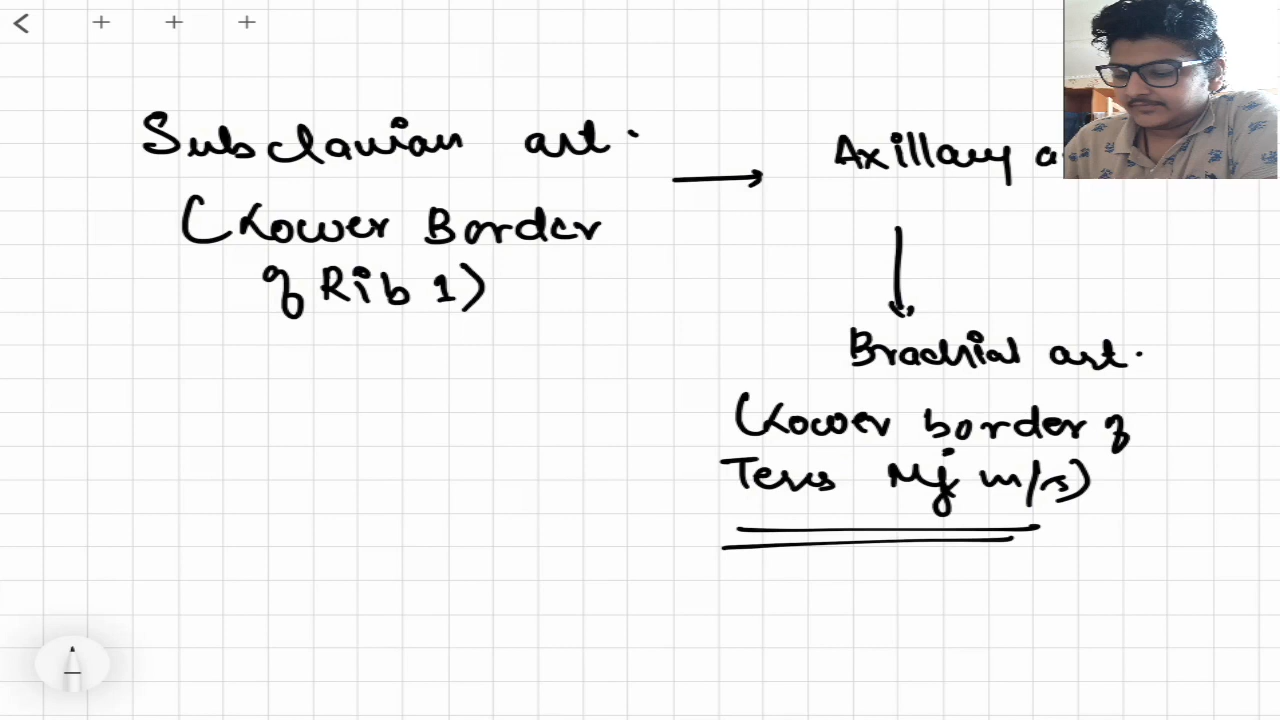 Subclavian art. → Axillary a
(Lower Border
of Rib 1)
↓
Brachial art.
(Lower border of
Teres Mj m/s)